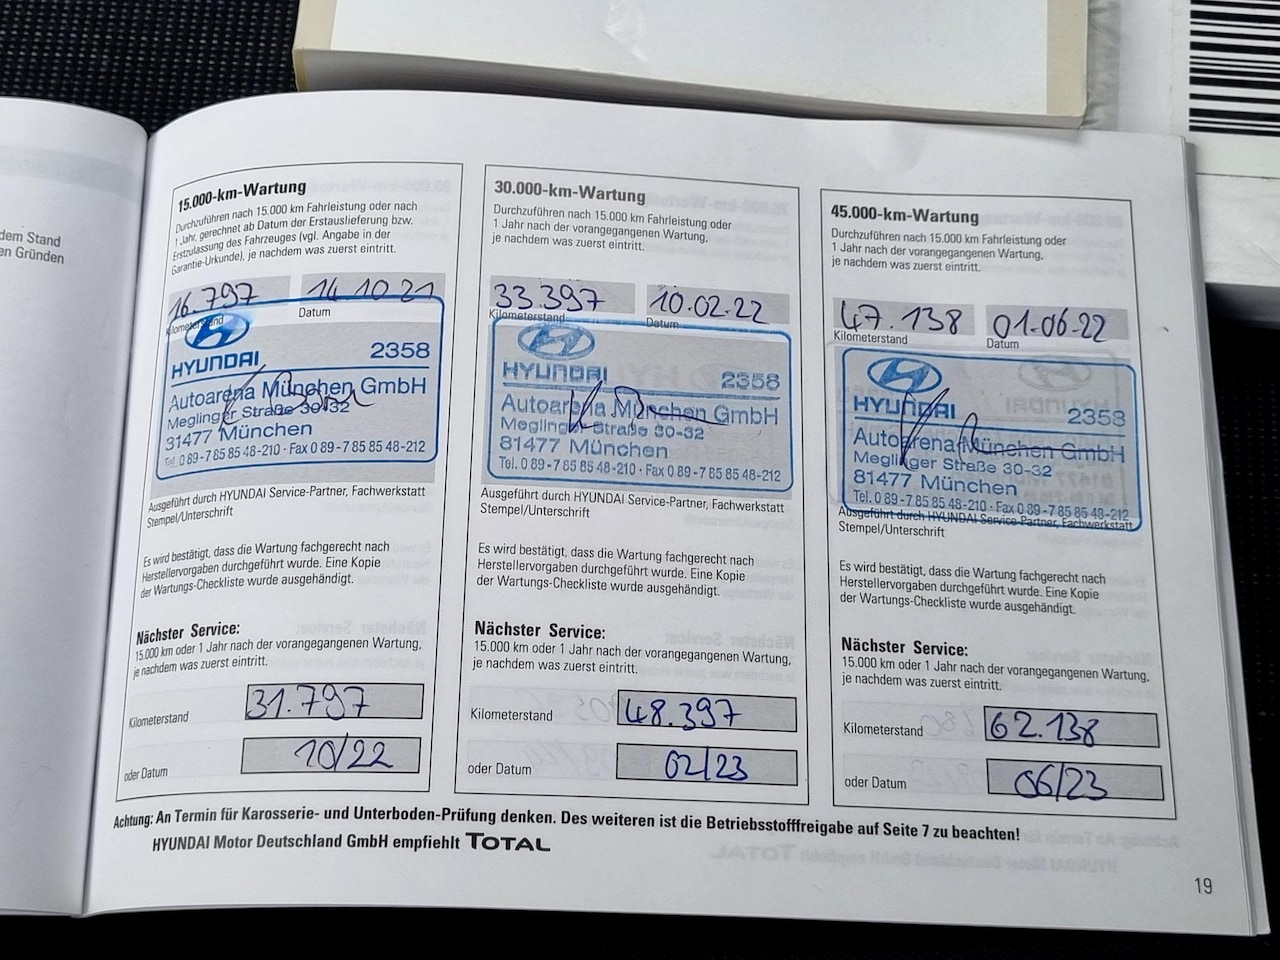 dem Stand
en Gründen
15.000-km-Wartung
Durchzuführen nach 15.000 km Fahrleistung oder nach
1 Jahr, gerechnet ab Datum der Erstauslieferung bzw.
Erstzulassung des Fahrzeuges (vgl. Angabe in der
Garantie-Urkunde), je nachdem was zuerst eintritt.
16.797 14.10.21
Kilometerstand Datum
HYUNDAI 2358
Autoarena München GmbH
Meglinger Straße 30-32
81477 München
Tel. 0 89 - 7 85 85 48-210 · Fax 0 89 - 7 85 85 48-212
Ausgeführt durch HYUNDAI Service-Partner, Fachwerkstatt
Stempel/Unterschrift
Es wird bestätigt, dass die Wartung fachgerecht nach
Herstellervorgaben durchgeführt wurde. Eine Kopie
der Wartungs-Checkliste wurde ausgehändigt.
Nächster Service:
15.000 km oder 1 Jahr nach der vorangegangenen Wartung,
je nachdem was zuerst eintritt.
Kilometerstand 31.797
oder Datum 10/22
30.000-km-Wartung
Durchzuführen nach 15.000 km Fahrleistung oder
1 Jahr nach der vorangegangenen Wartung,
je nachdem was zuerst eintritt.
33.397 10.02.22
Kilometerstand Datum
HYUNDAI 2358
Autoarena München GmbH
Meglinger Straße 30-32
81477 München
Tel. 0 89 - 7 85 85 48-210 · Fax 0 89 - 7 85 85 48-212
Ausgeführt durch HYUNDAI Service-Partner, Fachwerkstatt
Stempel/Unterschrift
Es wird bestätigt, dass die Wartung fachgerecht nach
Herstellervorgaben durchgeführt wurde. Eine Kopie
der Wartungs-Checkliste wurde ausgehändigt.
Nächster Service:
15.000 km oder 1 Jahr nach der vorangegangenen Wartung,
je nachdem was zuerst eintritt.
Kilometerstand 48.397
oder Datum 02/23
45.000-km-Wartung
Durchzuführen nach 15.000 km Fahrleistung oder
1 Jahr nach der vorangegangenen Wartung,
je nachdem was zuerst eintritt.
47.138 01.06.22
Kilometerstand Datum
HYUNDAI 2358
Autoarena München GmbH
Meglinger Straße 30-32
81477 München
Tel. 0 89 - 7 85 85 48-210 · Fax 0 89 - 7 85 85 48-212
Ausgeführt durch HYUNDAI Service-Partner, Fachwerkstatt
Stempel/Unterschrift
Es wird bestätigt, dass die Wartung fachgerecht nach
Herstellervorgaben durchgeführt wurde. Eine Kopie
der Wartungs-Checkliste wurde ausgehändigt.
Nächster Service:
15.000 km oder 1 Jahr nach der vorangegangenen Wartung,
je nachdem was zuerst eintritt.
Kilometerstand 62.138
oder Datum 06/23
Achtung: An Termin für Karosserie- und Unterboden-Prüfung denken. Des weiteren ist die Betriebsstofffreigabe auf Seite 7 zu beachten!
HYUNDAI Motor Deutschland GmbH empfiehlt TOTAL
19